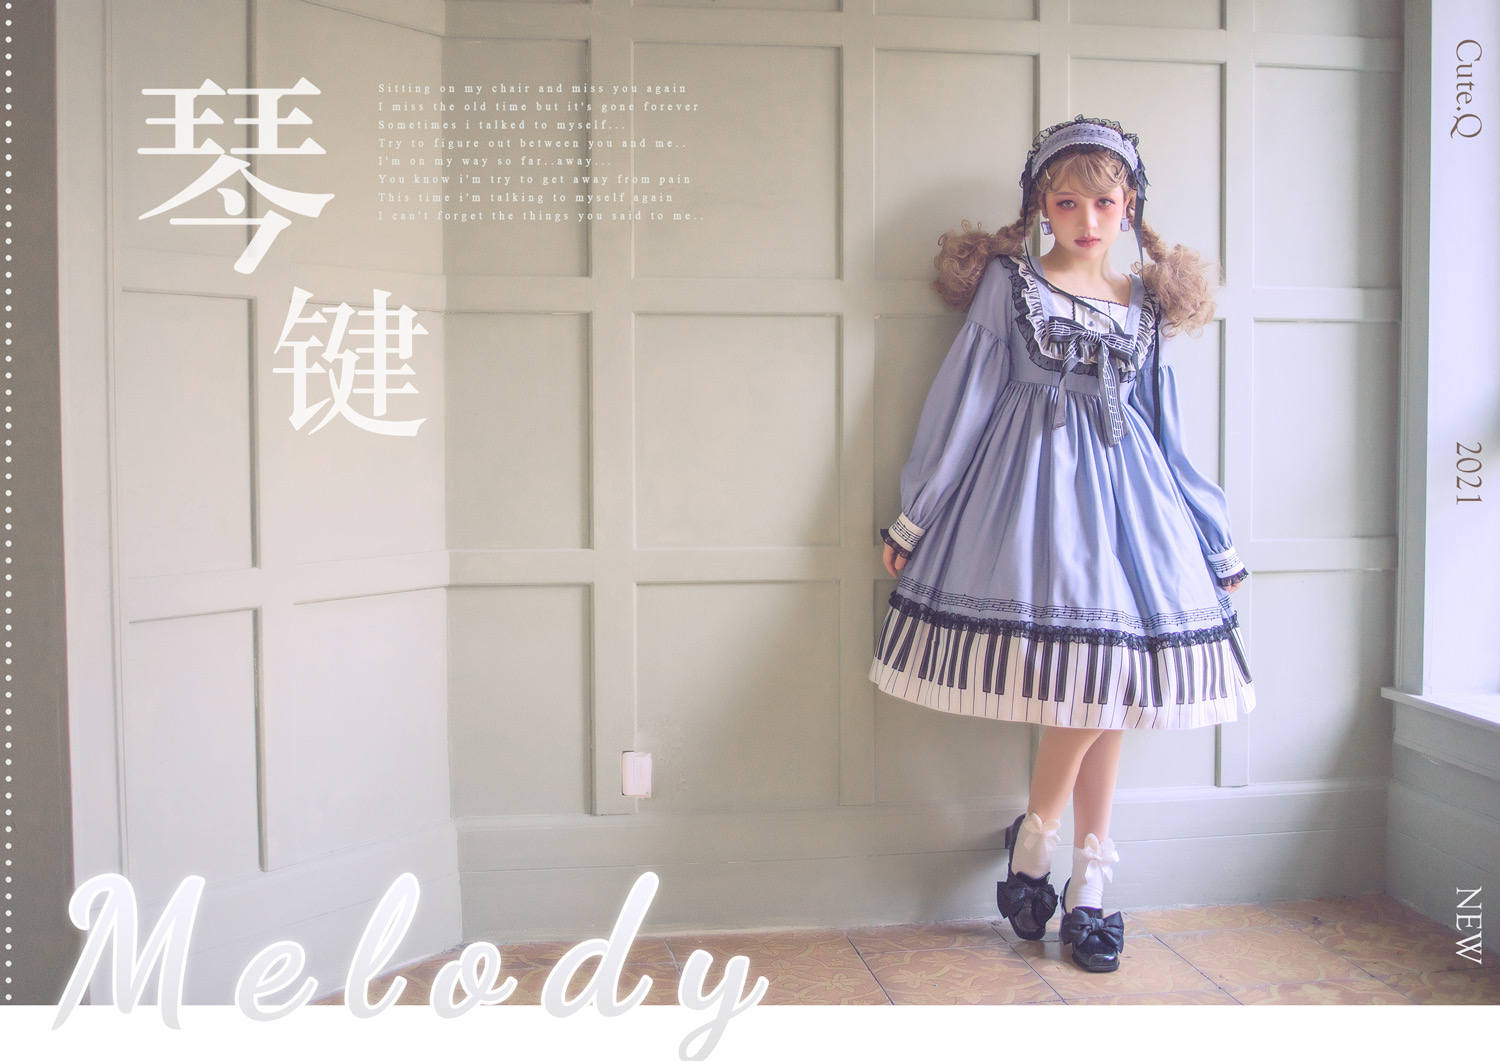 琴键
Sitting on my chair and miss you again
I miss the old time but it's gone forever
Sometimes i talked to myself...
Try to figure out between you and me..
I'm on my way so far..away...
You know i'm try to get away from pain
This time i'm talking to myself again
I can't forget the things you said to me..
Cute.Q
2021
NEW
Melody